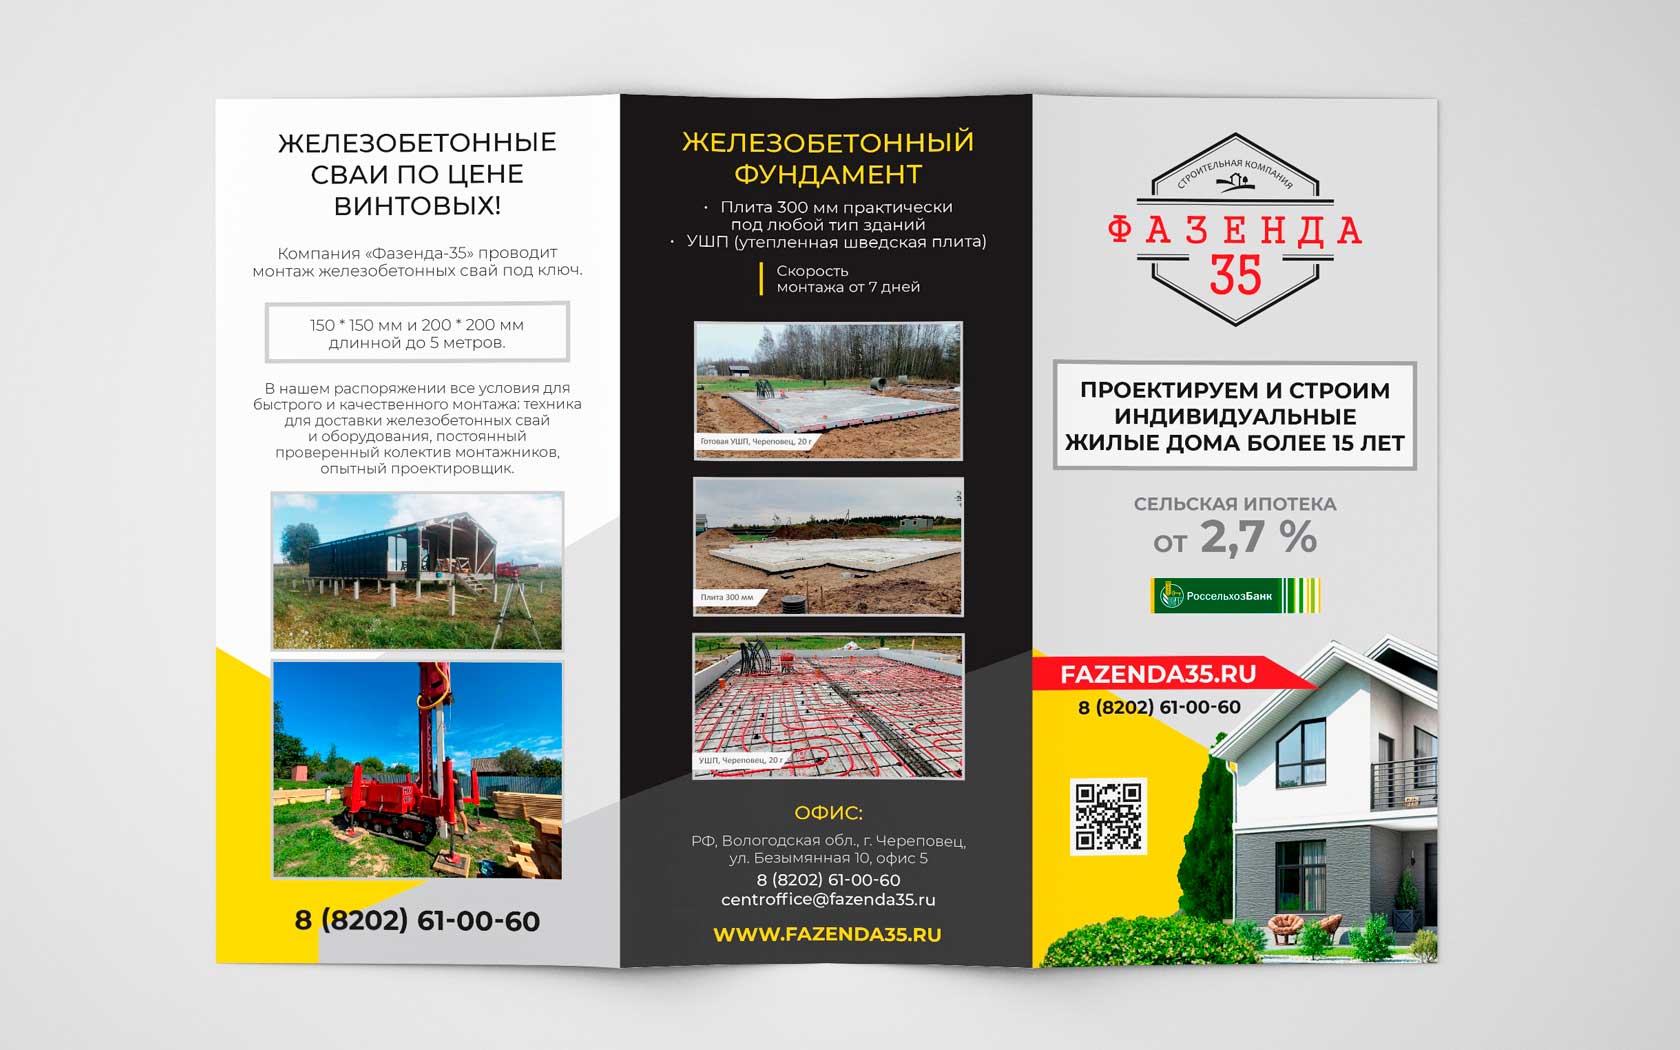 ЖЕЛЕЗОБЕТОННЫЕ
СВАИ ПО ЦЕНЕ
ВИНТОВЫХ!
Компания «Фазенда-35» проводит
монтаж железобетонных свай под ключ.
150 * 150 мм и 200 * 200 мм
длинной до 5 метров.
В нашем распоряжении все условия для
быстрого и качественного монтажа: техника
для доставки железобетонных свай
и оборудования, постоянный
проверенный колектив монтажников,
опытный проектировщик.
8 (8202) 61-00-60
ЖЕЛЕЗОБЕТОННЫЙ
ФУНДАМЕНТ
• Плита 300 мм практически
под любой тип зданий
• УШП (утепленная шведская плита)
Скорость
монтажа от 7 дней
Готовая УШП, Череповец, 20 г
Плита 300 мм
УШП, Череповец, 20 г
ОФИС:
РФ, Вологодская обл., г. Череповец,
ул. Безымянная 10, офис 5
8 (8202) 61-00-60
centroffice@fazenda35.ru
WWW.FAZENDA35.RU
СТРОИТЕЛЬНАЯ КОМПАНИЯ
ФАЗЕНДА
35
ПРОЕКТИРУЕМ И СТРОИМ
ИНДИВИДУАЛЬНЫЕ
ЖИЛЫЕ ДОМА БОЛЕЕ 15 ЛЕТ
СЕЛЬСКАЯ ИПОТЕКА
от 2,7 %
РоссельхозБанк
FAZENDA35.RU
8 (8202) 61-00-60